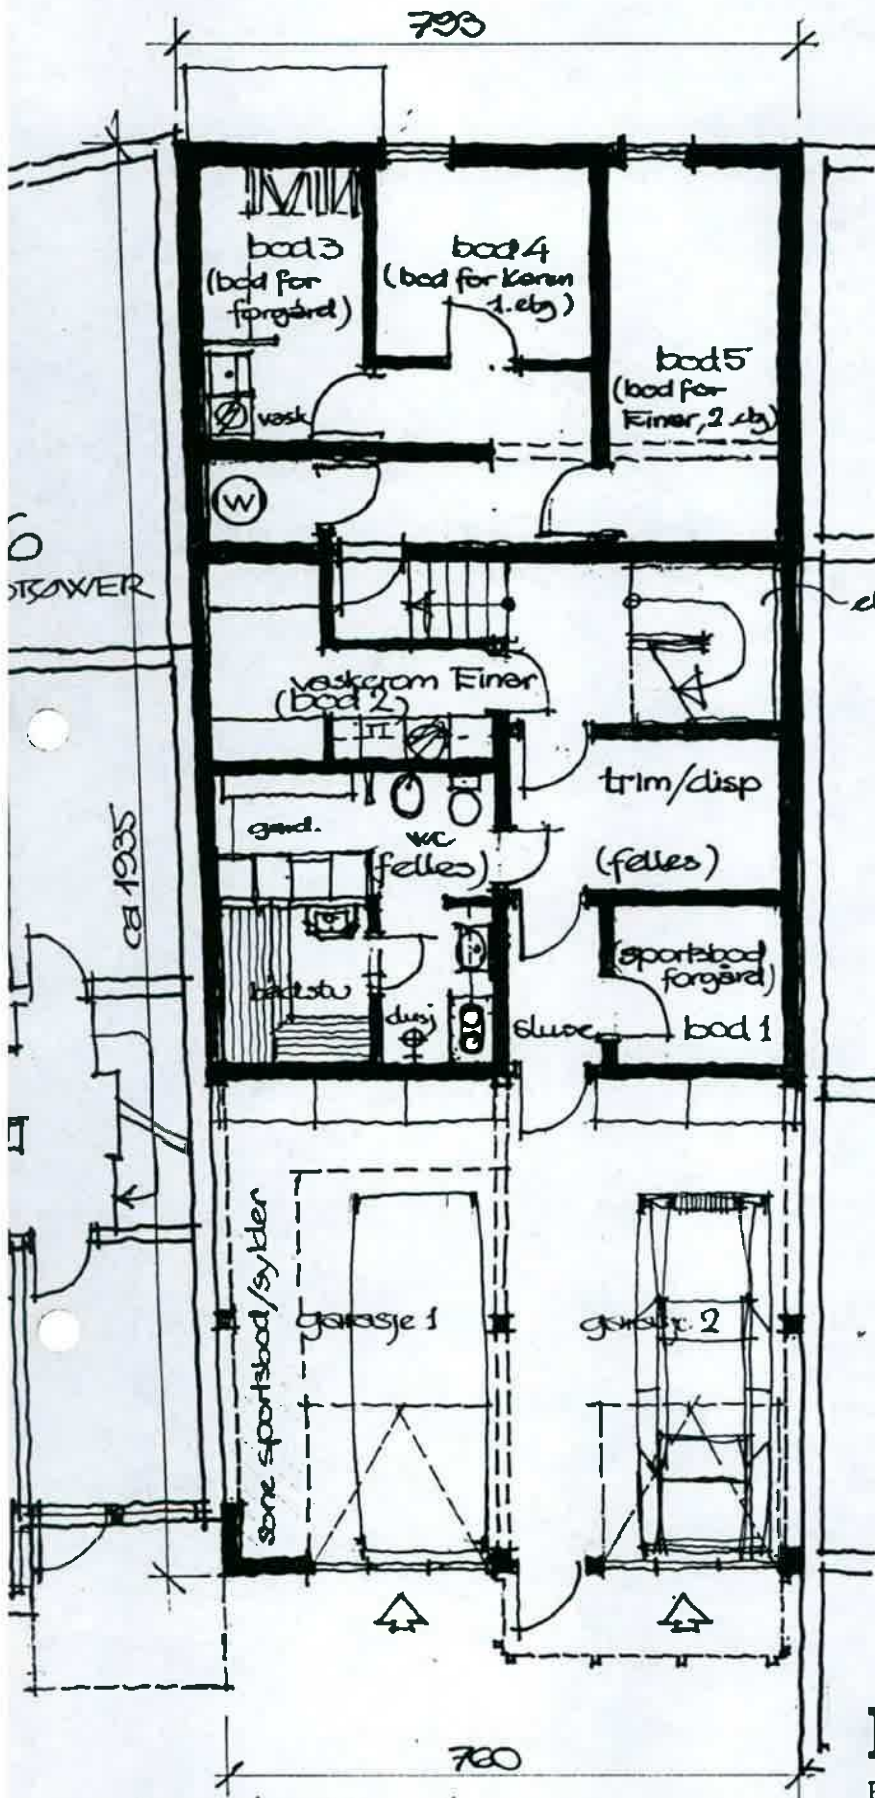 793
bod 3
(bod for
forgård)
bod 4
(bod for Karen
1. etg)
bod 5
(bod for
Einar, 2. etg)
vask
W
vaskerom Einar
(bod 2)
trim/disp
(felles)
gard.
wc
(felles)
ca 1935
(sportsbod
forgård)
bod 1
badstu
dusj
sluse
sone sportsbod/sykler
garasje 1
garasje 2
760